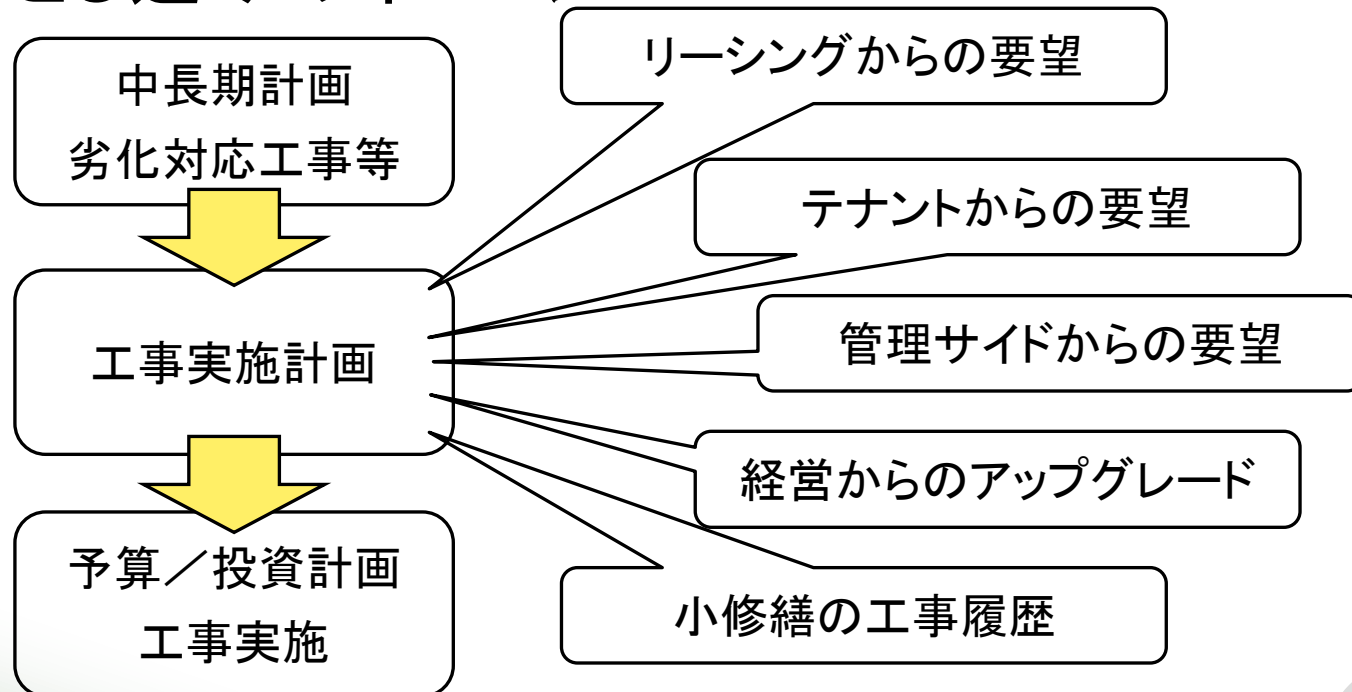 中長期計画
劣化対応工事等
工事実施計画
予算／投資計画
工事実施
リーシングからの要望
テナントからの要望
管理サイドからの要望
経営からのアップグレード
小修繕の工事履歴